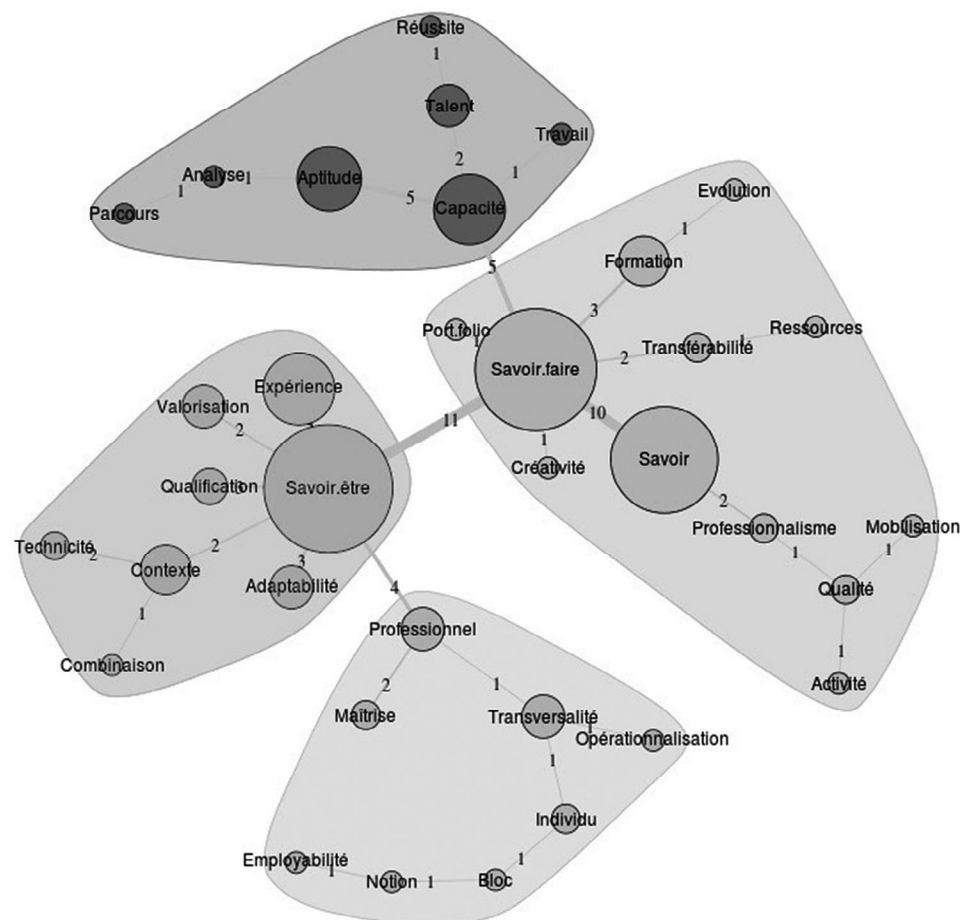 Réussite
1
Talent
2
Travail
1
Analyse
1
Aptitude
1
5
Capacité
Parcours
5
Evolution
1
Formation
3
Port.folio
1
Savoir.faire
2
Transférabilité
1
Ressources
11
10
1
Créativité
Savoir
2
Professionnalisme
Mobilisation
1
1
Qualité
1
Activité
Expérience
Valorisation
2
Savoir.être
Qualification
3
Technicité
2
Contexte
2
3
Adaptabilité
1
Combinaison
4
Professionnel
2
1
Maîtrise
Transversalité
1
Opérationnalisation
1
Individu
1
Employabilité
1
Notion
1
Bloc